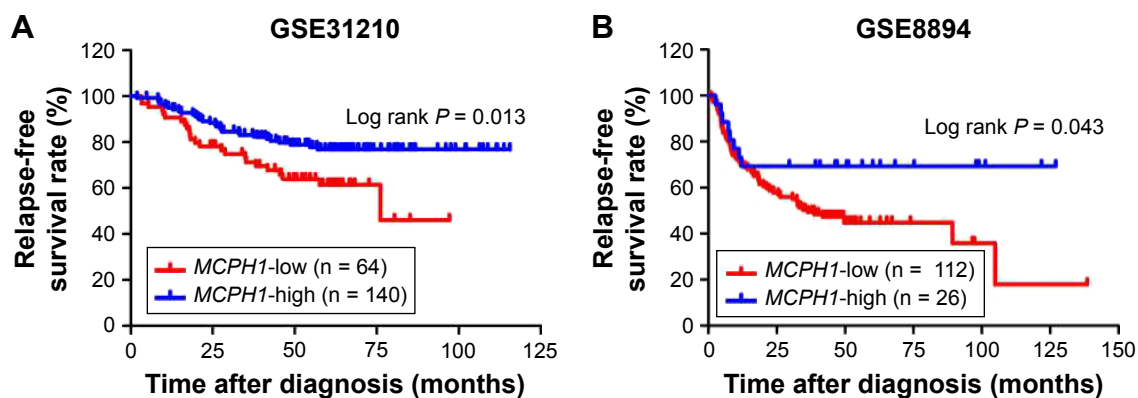 A
GSE31210
120
100
80
60
40
20
0
Relapse-free
survival rate (%)
Log rank P = 0.013
MCPH1-low (n = 64)
MCPH1-high (n = 140)
0 25 50 75 100 125
Time after diagnosis (months)
B
GSE8894
120
100
80
60
40
20
0
Relapse-free
survival rate (%)
Log rank P = 0.043
MCPH1-low (n = 112)
MCPH1-high (n = 26)
0 25 50 75 100 125 150
Time after diagnosis (months)